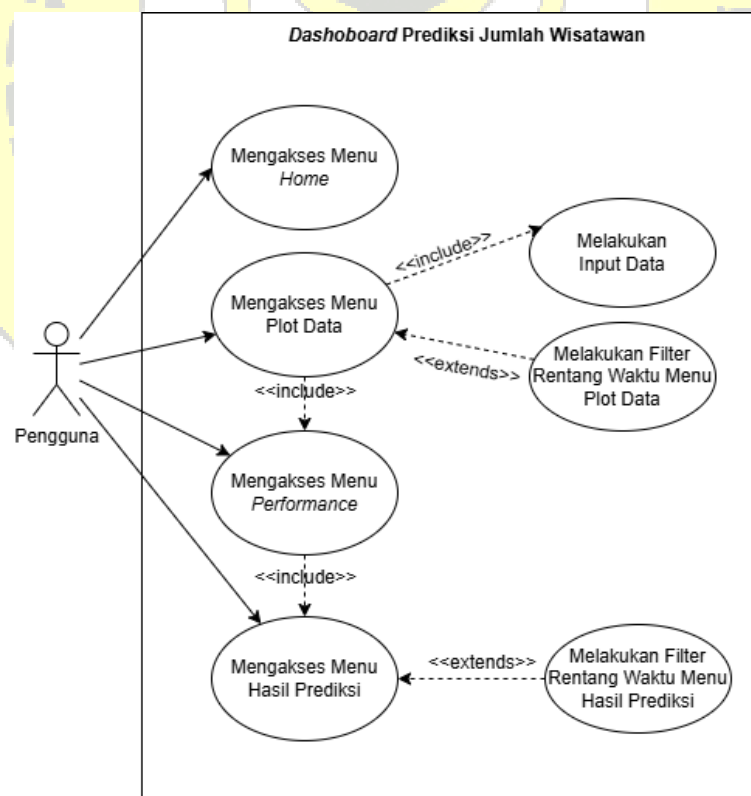 Dashoboard Prediksi Jumlah Wisatawan
Mengakses Menu
Home
Melakukan
Input Data
<<include>>
Mengakses Menu
Plot Data
<<extends>>
Melakukan Filter
Rentang Waktu Menu
Plot Data
<<include>>
Pengguna
Mengakses Menu
Performance
<<include>>
Mengakses Menu
Hasil Prediksi
<<extends>>
Melakukan Filter
Rentang Waktu Menu
Hasil Prediksi